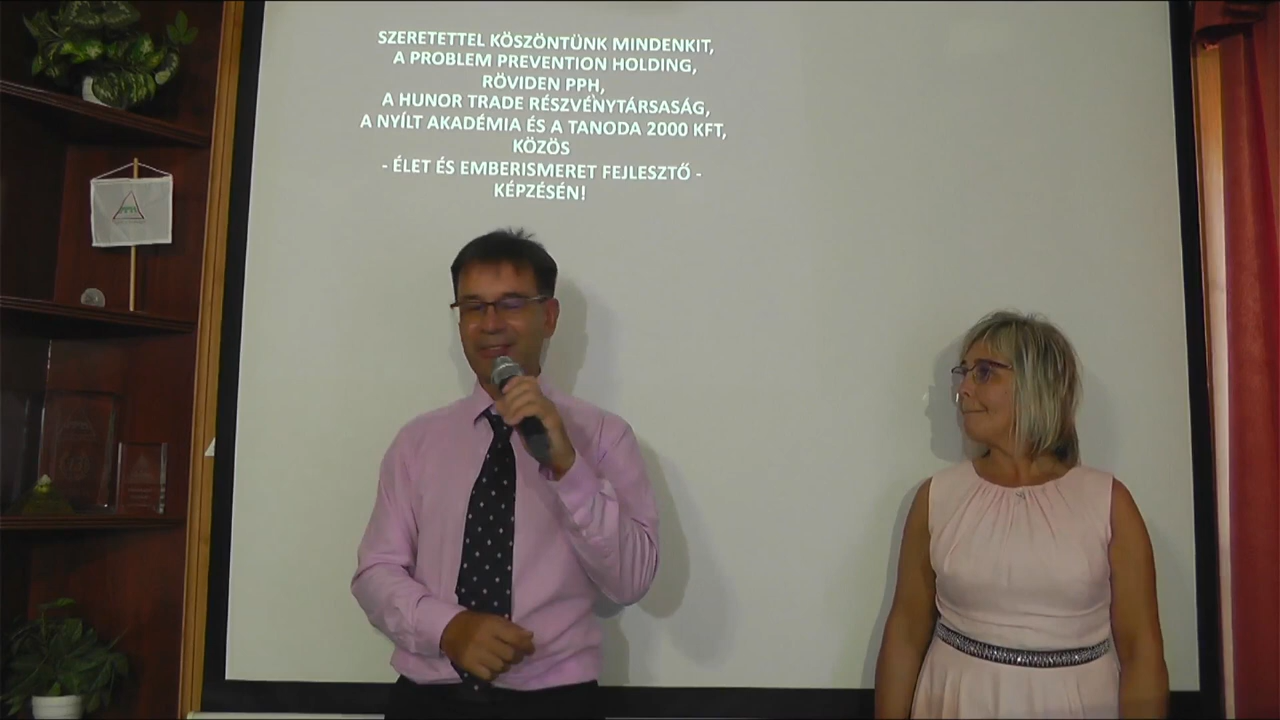 SZERETETTEL KÖSZÖNTÜNK MINDENKIT,
A PROBLEM PREVENTION HOLDING,
RÖVIDEN PPH,
A HUNOR TRADE RÉSZVÉNYTÁRSASÁG,
A NYÍLT AKADÉMIA ÉS A TANODA 2000 KFT,
KÖZÖS
- ÉLET ÉS EMBERISMERET FEJLESZTŐ -
KÉPZÉSÉN!